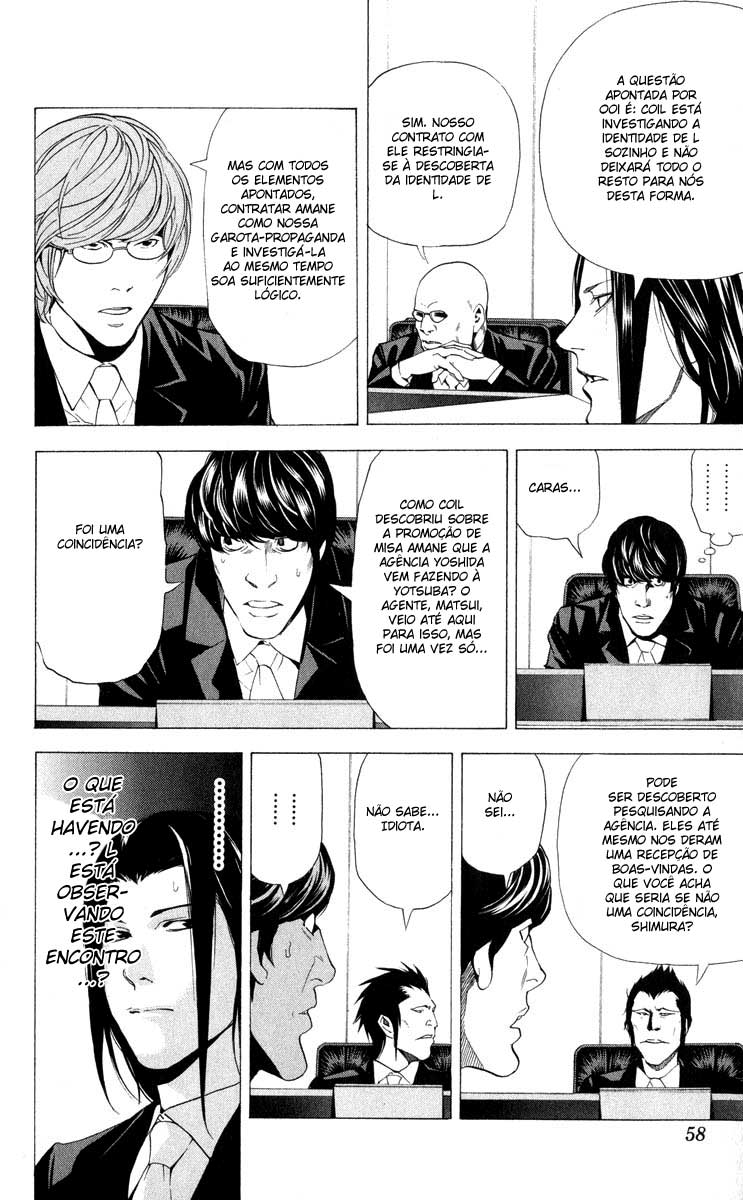 A QUESTÃO
APONTADA POR
OOI É: COIL ESTÁ
INVESTIGANDO A
IDENTIDADE DE L
SOZINHO E NÃO
DEIXARÁ TODO O
RESTO PARA NÓS
DESTA FORMA.
SIM. NOSSO
CONTRATO COM
ELE RESTRINGIA-
SE À DESCOBERTA
DA IDENTIDADE DE
L.
MAS COM TODOS
OS ELEMENTOS
APONTADOS,
CONTRATAR AMANE
COMO NOSSA
GAROTA-PROPAGANDA
E INVESTIGÁ-LA
AO MESMO TEMPO
SOA SUFICIENTEMENTE
LÓGICO.
CARAS...
COMO COIL
DESCOBRIU SOBRE
A PROMOÇÃO DE
MISA AMANE QUE A
AGÊNCIA YOSHIDA
VEM FAZENDO À
YOTSUBA? O
AGENTE, MATSUI,
VEIO ATÉ AQUI
PARA ISSO, MAS
FOI UMA VEZ SÓ...
FOI UMA
COINCIDÊNCIA?
PODE
SER DESCOBERTO
PESQUISANDO A
AGÊNCIA. ELES ATÉ
MESMO NOS DERAM
UMA RECEPÇÃO DE
BOAS-VINDAS. O
QUE VOCÊ ACHA
QUE SERIA SE NÃO
UMA COINCIDÊNCIA,
SHIMURA?
NÃO
SEI...
NÃO SABE...
IDIOTA.
O QUE
ESTÁ
HAVENDO
...? L
ESTÁ
OBSER-
VANDO
ESTE
ENCONTRO
...?
58